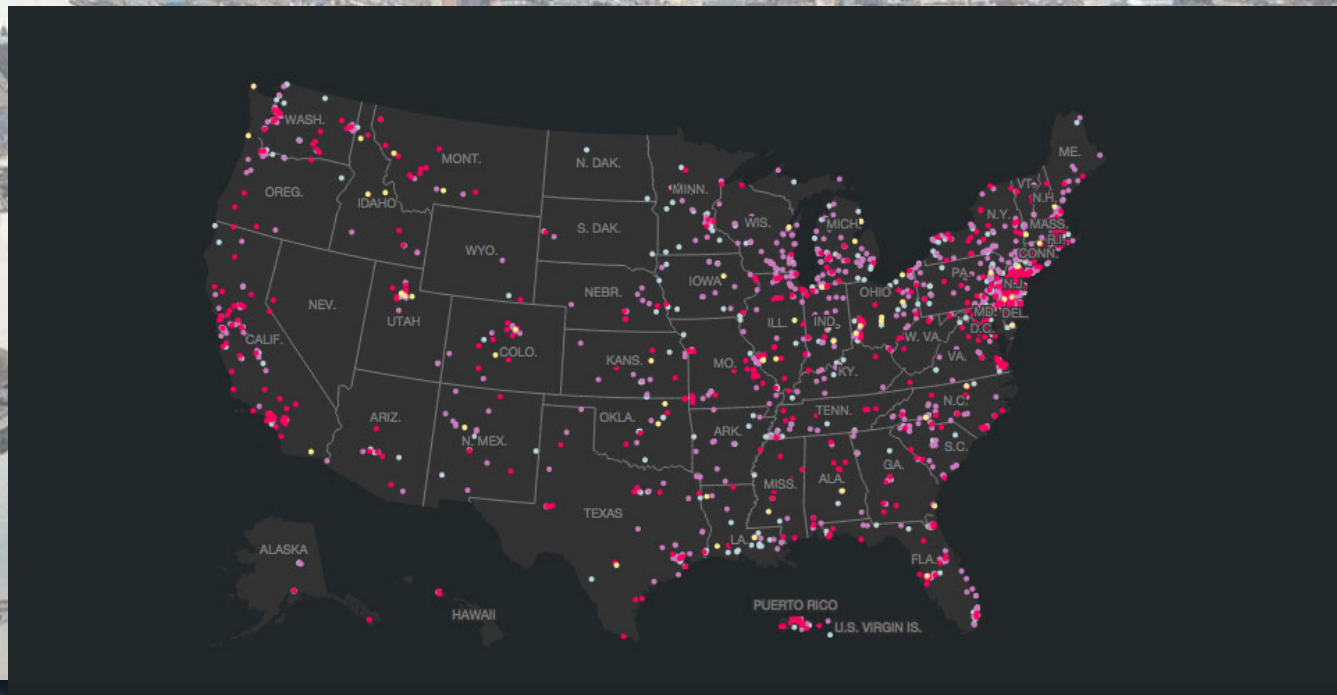 WASH.
MONT.
N. DAK.
MINN.
ME.
OREG.
IDAHO
S. DAK.
WIS.
MICH.
VT.
N.H.
N.Y.
MASS.
R.I.
CONN.
WYO.
IOWA
NEBR.
PA.
N.J.
NEV.
UTAH
COLO.
ILL.
IND.
OHIO
MD.
DEL.
D.C.
CALIF.
KANS.
MO.
KY.
W. VA.
VA.
ARIZ.
N. MEX.
OKLA.
ARK.
TENN.
N.C.
S.C.
TEXAS
LA.
MISS.
ALA.
GA.
FLA.
ALASKA
HAWAII
PUERTO RICO
U.S. VIRGIN IS.